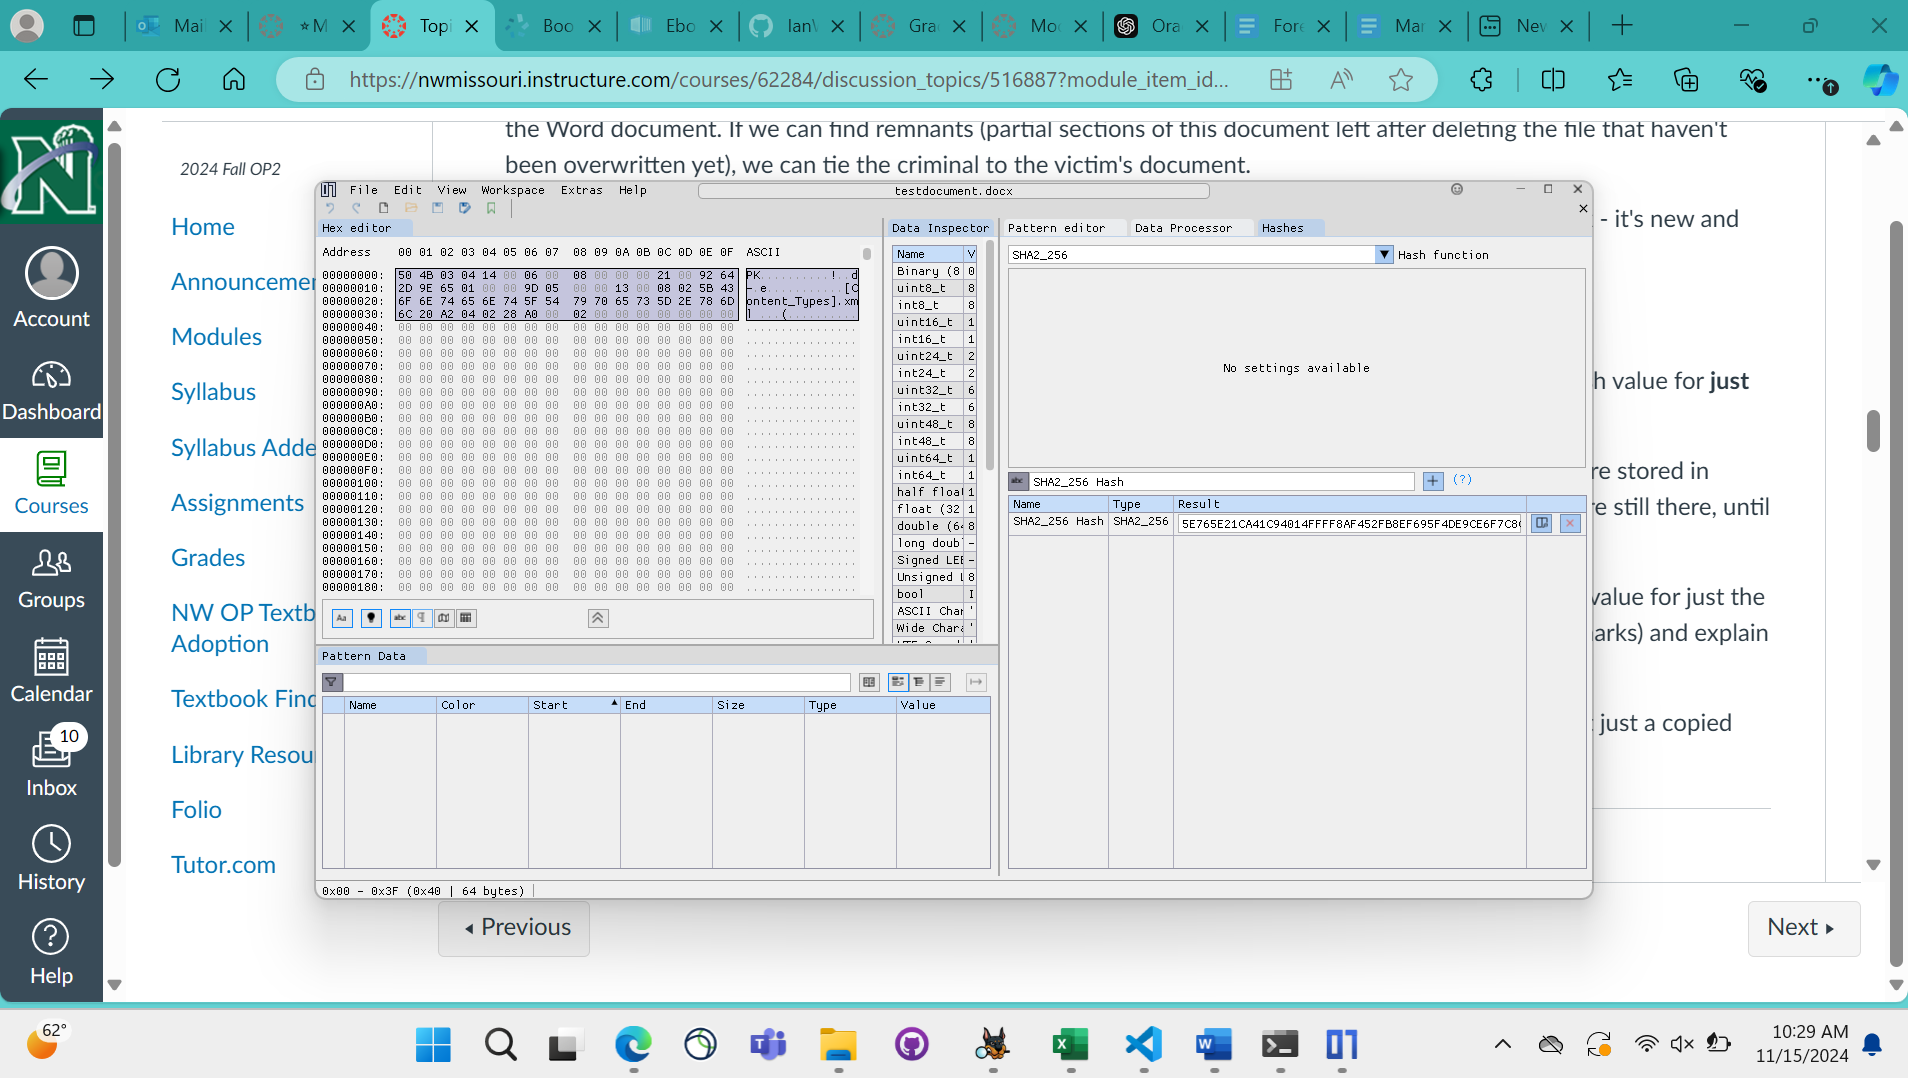 Mail
☆M
Topi
Boo
Ebo
Ian\
Gra
Mo
Ora
Fore
Mar
New
https://nwmissouri.instructure.com/courses/62284/discussion_topics/516887?module_item_id...
2024 Fall OP2
Home
Announcemer
Modules
Syllabus
Syllabus Adde
Assignments
Grades
NW OP Textb
Adoption
Textbook Find
Library Resou
Folio
Tutor.com
Account
Dashboard
Courses
Groups
Calendar
10
Inbox
History
Help
the Word document. If we can find remnants (partial sections of this document left after deleting the file that haven't
been overwritten yet), we can tie the criminal to the victim's document.
- it's new and
h value for just
re stored in
re still there, until
value for just the
arks) and explain
just a copied
File Edit View Workspace Extras Help
testdocument.docx
Hex editor
Address 00 01 02 03 04 05 06 07 08 09 0A 0B 0C 0D 0E 0F ASCII
00000000: 50 4B 03 04 14 00 06 00 08 00 00 00 21 00 92 64 PK..........!..d
00000010: 2D 9E 65 01 00 00 9D 05 00 00 13 00 08 02 5B 43 -.e...........[C
00000020: 6F 6E 74 65 6E 74 5F 54 79 70 65 73 5D 2E 78 6D ontent_Types].xm
00000030: 6C 20 A2 04 02 28 A0 00 02 00 00 00 00 00 00 00 l ...(..........
00000040: 00 00 00 00 00 00 00 00 00 00 00 00 00 00 00 00 ................
00000050: 00 00 00 00 00 00 00 00 00 00 00 00 00 00 00 00 ................
00000060: 00 00 00 00 00 00 00 00 00 00 00 00 00 00 00 00 ................
00000070: 00 00 00 00 00 00 00 00 00 00 00 00 00 00 00 00 ................
00000080: 00 00 00 00 00 00 00 00 00 00 00 00 00 00 00 00 ................
00000090: 00 00 00 00 00 00 00 00 00 00 00 00 00 00 00 00 ................
000000A0: 00 00 00 00 00 00 00 00 00 00 00 00 00 00 00 00 ................
000000B0: 00 00 00 00 00 00 00 00 00 00 00 00 00 00 00 00 ................
000000C0: 00 00 00 00 00 00 00 00 00 00 00 00 00 00 00 00 ................
000000D0: 00 00 00 00 00 00 00 00 00 00 00 00 00 00 00 00 ................
000000E0: 00 00 00 00 00 00 00 00 00 00 00 00 00 00 00 00 ................
000000F0: 00 00 00 00 00 00 00 00 00 00 00 00 00 00 00 00 ................
00000100: 00 00 00 00 00 00 00 00 00 00 00 00 00 00 00 00 ................
00000110: 00 00 00 00 00 00 00 00 00 00 00 00 00 00 00 00 ................
00000120: 00 00 00 00 00 00 00 00 00 00 00 00 00 00 00 00 ................
00000130: 00 00 00 00 00 00 00 00 00 00 00 00 00 00 00 00 ................
00000140: 00 00 00 00 00 00 00 00 00 00 00 00 00 00 00 00 ................
00000150: 00 00 00 00 00 00 00 00 00 00 00 00 00 00 00 00 ................
00000160: 00 00 00 00 00 00 00 00 00 00 00 00 00 00 00 00 ................
00000170: 00 00 00 00 00 00 00 00 00 00 00 00 00 00 00 00 ................
00000180: 00 00 00 00 00 00 00 00 00 00 00 00 00 00 00 00 ................
Aa
abc
Data Inspector
Name V
Binary (8 0
uint8_t 8
int8_t 8
uint16_t 1
int16_t 1
uint24_t 2
int24_t 2
uint32_t 6
int32_t 6
uint48_t 8
int48_t 8
uint64_t 1
int64_t 1
half float 1
float (32 1
double (64 8
long doubl -
Signed LEB -
Unsigned L 8
bool I
ASCII Char '
Wide Chara '
Pattern editor Data Processor Hashes
SHA2_256 Hash function
No settings available
abc SHA2_256 Hash + (?)
Name Type Result
SHA2_256 Hash SHA2_256 5E765E21CA41C94014FFFF8AF452FB8EF695F4DE9CE6F7C8
Pattern Data
Name Color Start End Size Type Value
0x00 - 0x3F (0x40 | 64 bytes)
Previous
Next
62°
10:29 AM
11/15/2024